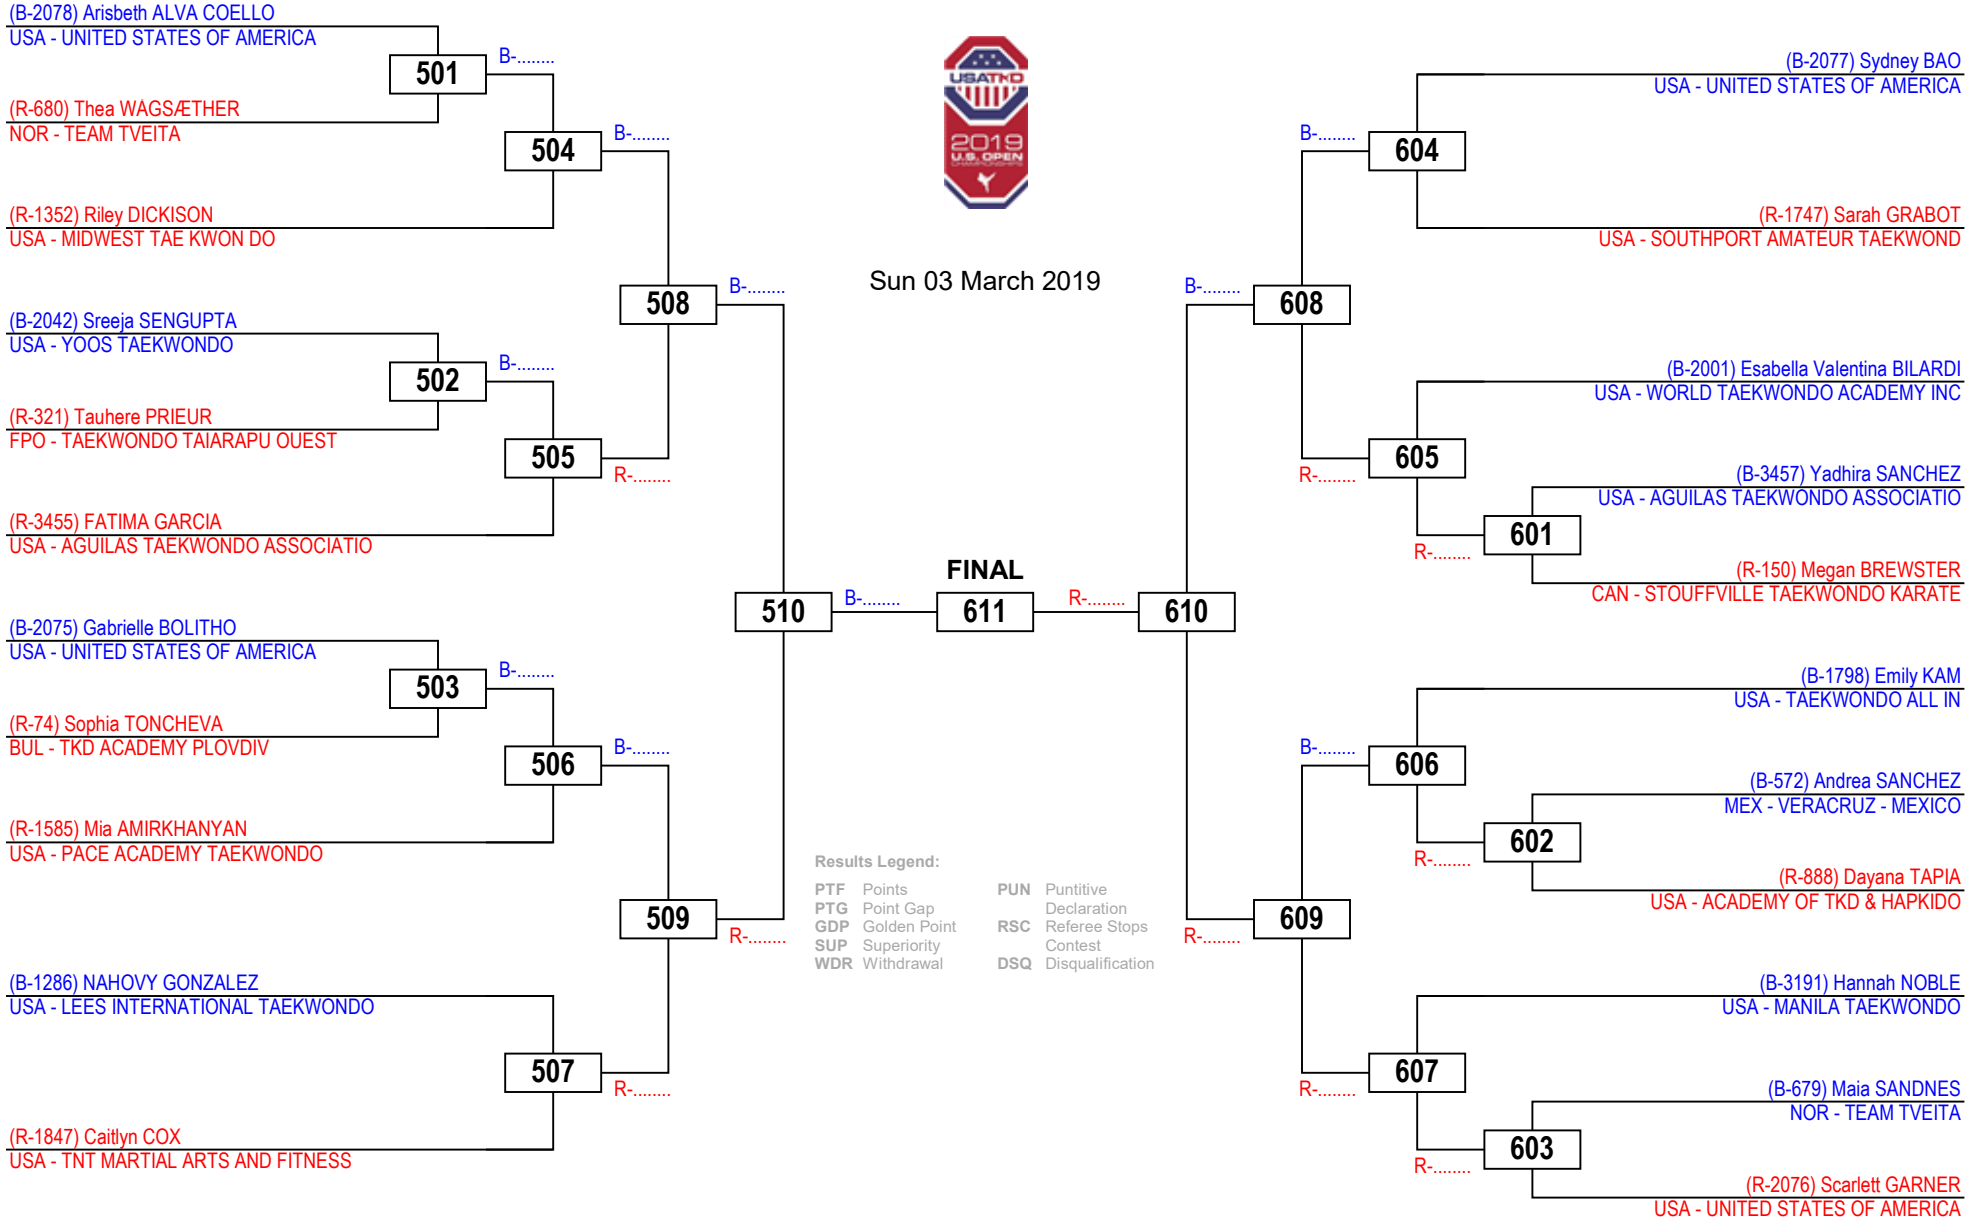 (B-2078) Arisbeth ALVA COELLO
USA - UNITED STATES OF AMERICA
B-........
501
(R-680) Thea WAGSÆTHER
NOR - TEAM TVEITA
B-........
504
(R-1352) Riley DICKISON
USA - MIDWEST TAE KWON DO
B-........
508
(B-2042) Sreeja SENGUPTA
USA - YOOS TAEKWONDO
B-........
502
(R-321) Tauhere PRIEUR
FPO - TAEKWONDO TAIARAPU OUEST
505
R-........
(R-3455) FATIMA GARCIA
USA - AGUILAS TAEKWONDO ASSOCIATIO
510
B-........
(B-2075) Gabrielle BOLITHO
USA - UNITED STATES OF AMERICA
B-........
503
(R-74) Sophia TONCHEVA
BUL - TKD ACADEMY PLOVDIV
B-........
506
(R-1585) Mia AMIRKHANYAN
USA - PACE ACADEMY TAEKWONDO
509
R-........
(B-1286) NAHOVY GONZALEZ
USA - LEES INTERNATIONAL TAEKWONDO
507
R-........
(R-1847) Caitlyn COX
USA - TNT MARTIAL ARTS AND FITNESS
USATKD
2019
U.S. OPEN
CHAMPIONSHIPS
Sun 03 March 2019
FINAL
611
Results Legend:
PTF Points
PTG Point Gap
GDP Golden Point
SUP Superiority
WDR Withdrawal
PUN Puntitive
Declaration
RSC Referee Stops
Contest
DSQ Disqualification
(B-2077) Sydney BAO
USA - UNITED STATES OF AMERICA
B-........
604
(R-1747) Sarah GRABOT
USA - SOUTHPORT AMATEUR TAEKWOND
B-........
608
(B-2001) Esabella Valentina BILARDI
USA - WORLD TAEKWONDO ACADEMY INC
605
R-........
(B-3457) Yadhira SANCHEZ
USA - AGUILAS TAEKWONDO ASSOCIATIO
601
R-........
(R-150) Megan BREWSTER
CAN - STOUFFVILLE TAEKWONDO KARATE
R-........
610
(B-1798) Emily KAM
USA - TAEKWONDO ALL IN
B-........
606
(B-572) Andrea SANCHEZ
MEX - VERACRUZ - MEXICO
602
R-........
(R-888) Dayana TAPIA
USA - ACADEMY OF TKD & HAPKIDO
609
R-........
(B-3191) Hannah NOBLE
USA - MANILA TAEKWONDO
607
R-........
(B-679) Maia SANDNES
NOR - TEAM TVEITA
603
R-........
(R-2076) Scarlett GARNER
USA - UNITED STATES OF AMERICA